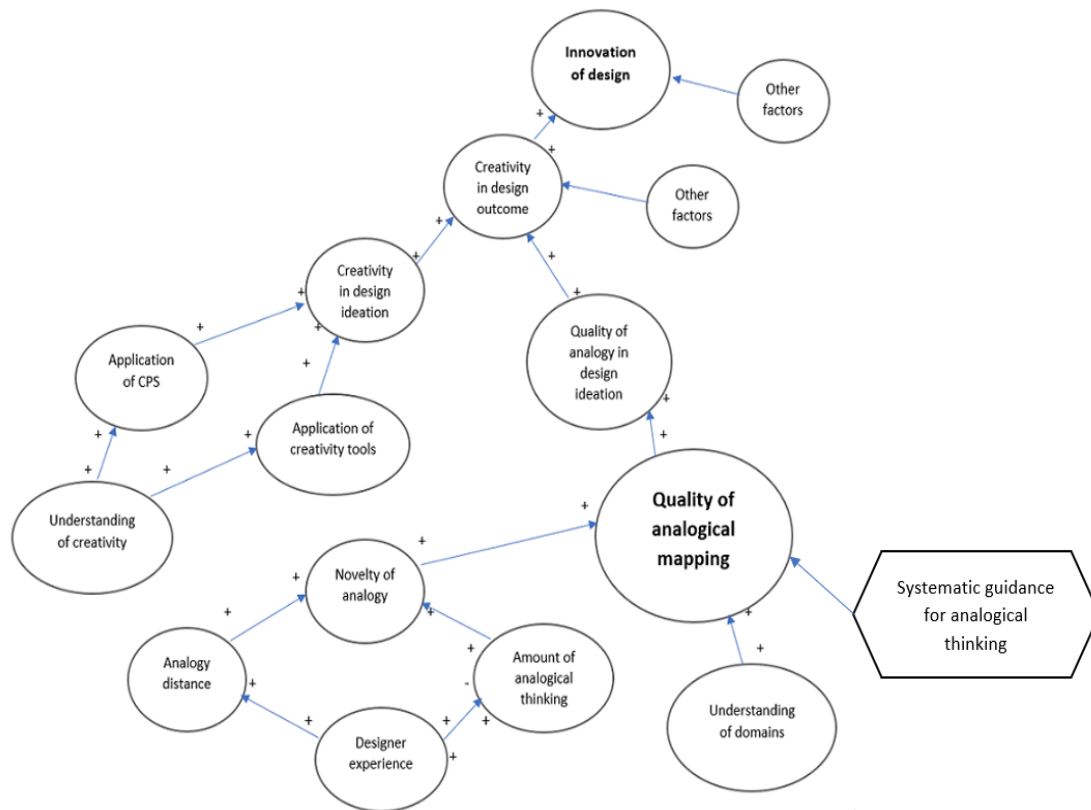 Innovation
of design
Other
factors
+
+
Creativity
in design
outcome
Other
factors
+
+
+
+
Creativity
in design
ideation
+
+
+
+
+
Quality of
analogy in
design
ideation
Application
of CPS
+
+
Application of
creativity tools
+
+
+
+
+
Understanding
of creativity
Quality of
analogical
mapping
+
+
Novelty of
analogy
+
+
+
Systematic guidance
for analogical
thinking
+
+
+
Analogy
distance
+
Amount of
analogical
thinking
-
+
+
+
+
Designer
experience
Understanding
of domains